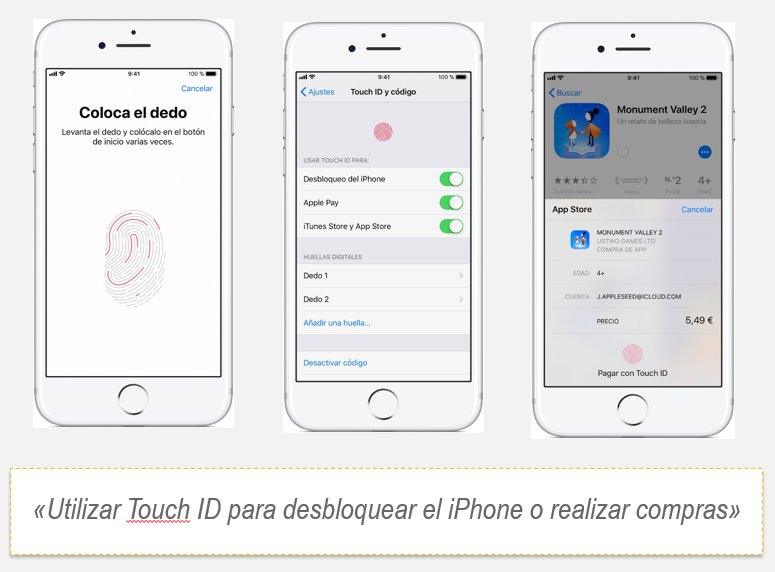 9:41
Cancelar
Coloca el dedo
Levanta el dedo y colócalo en el botón
de inicio varias veces.
9:41 100 %
Ajustes Touch ID y código
USAR TOUCH ID PARA:
Desbloqueo del iPhone
Apple Pay
iTunes Store y App Store
HUELLAS DIGITALES
Dedo 1
Dedo 2
Añadir una huella...
Desactivar código
9:41 100 %
Buscar
Monument Valley 2
Un relato de belleza ilusoria
N.º2
4+
Edad
App Store Cancelar
MONUMENT VALLEY 2
USTWO GAMES LTD
COMPRA DE APP
EDAD 4+
CUENTA J.APPLESEED@ICLOUD.COM
PRECIO 5,49 €
Pagar con Touch ID
«Utilizar Touch ID para desbloquear el iPhone o realizar compras»